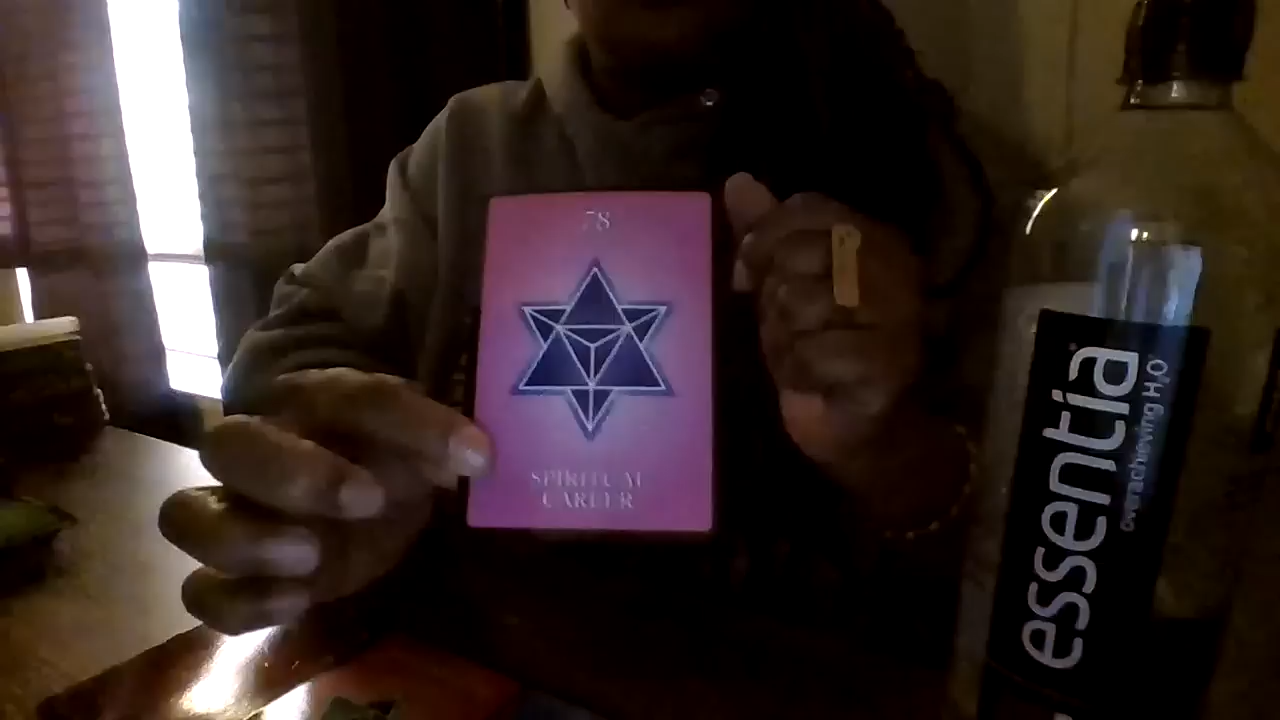 78
SPIRITUAL
CAREER
essentia
overachieving H₂O